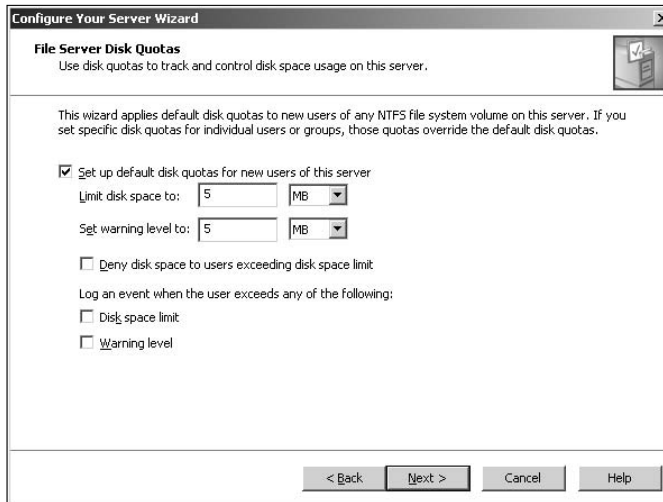 Configure Your Server Wizard
File Server Disk Quotas
Use disk quotas to track and control disk space usage on this server.
This wizard applies default disk quotas to new users of any NTFS file system volume on this server. If you
set specific disk quotas for individual users or groups, those quotas override the default disk quotas.
Set up default disk quotas for new users of this server
Limit disk space to: 5 MB
Set warning level to: 5 MB
Deny disk space to users exceeding disk space limit
Log an event when the user exceeds any of the following:
Disk space limit
Warning level
< Back Next > Cancel Help